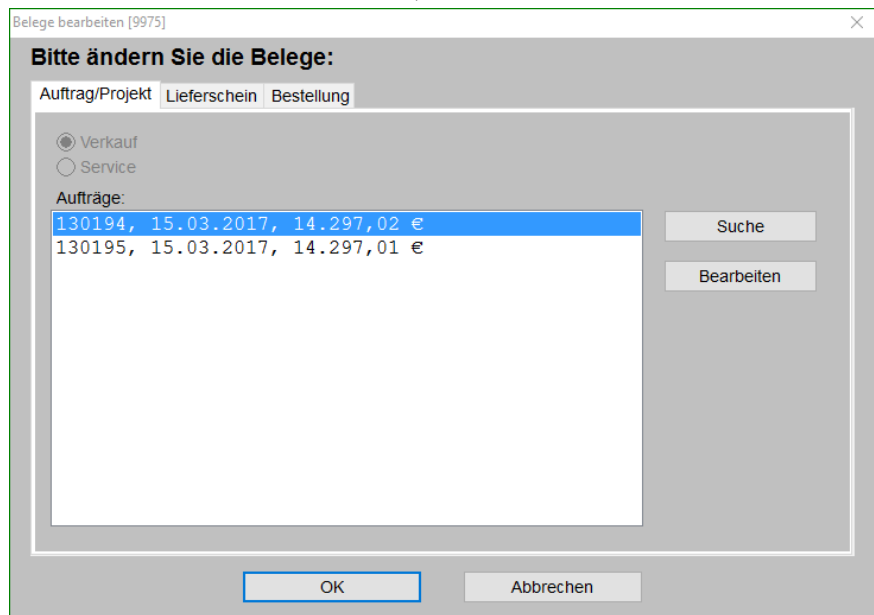 Belege bearbeiten [9975]
Bitte ändern Sie die Belege:
Auftrag/Projekt Lieferschein Bestellung
Verkauf
Service
Aufträge:
130194, 15.03.2017, 14.297,02 €
130195, 15.03.2017, 14.297,01 €
Suche
Bearbeiten
OK Abbrechen